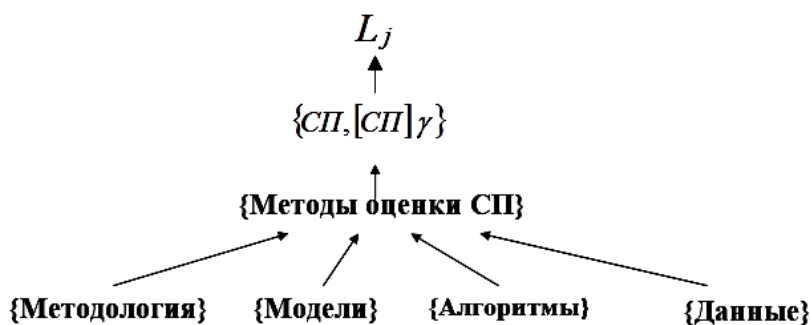 L_j
{СП, [СП] γ}
{Методы оценки СП}
{Методология} {Модели} {Алгоритмы} {Данные}